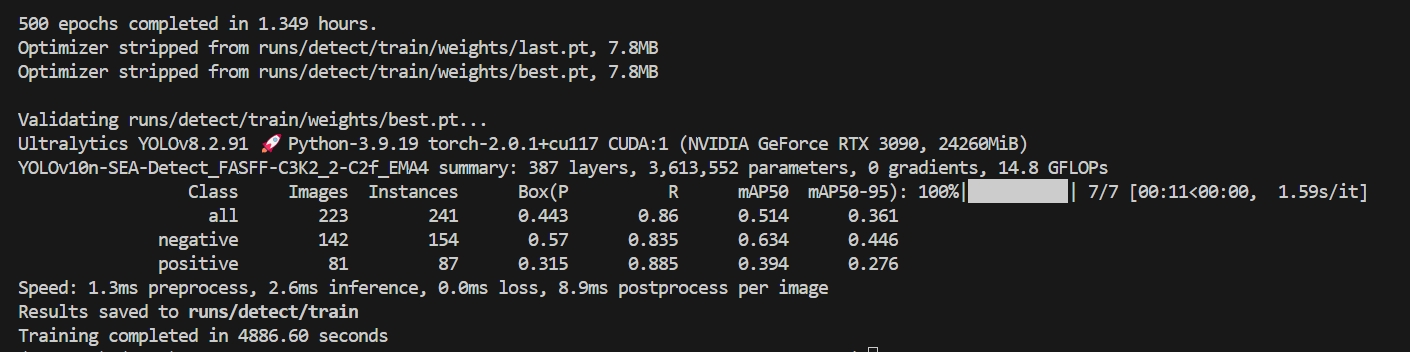 500 epochs completed in 1.349 hours.
Optimizer stripped from runs/detect/train/weights/last.pt, 7.8MB
Optimizer stripped from runs/detect/train/weights/best.pt, 7.8MB
Validating runs/detect/train/weights/best.pt...
Ultralytics YOLOv8.2.91 🚀 Python-3.9.19 torch-2.0.1+cu117 CUDA:1 (NVIDIA GeForce RTX 3090, 24260MiB)
YOLOv10n-SEA-Detect_FASFF-C3K2_2-C2f_EMA4 summary: 387 layers, 3,613,552 parameters, 0 gradients, 14.8 GFLOPs
Class Images Instances Box(P R mAP50 mAP50-95): 100%|██████████| 7/7 [00:11<00:00, 1.59s/it]
all 223 241 0.443 0.86 0.514 0.361
negative 142 154 0.57 0.835 0.634 0.446
positive 81 87 0.315 0.885 0.394 0.276
Speed: 1.3ms preprocess, 2.6ms inference, 0.0ms loss, 8.9ms postprocess per image
Results saved to runs/detect/train
Training completed in 4886.60 seconds